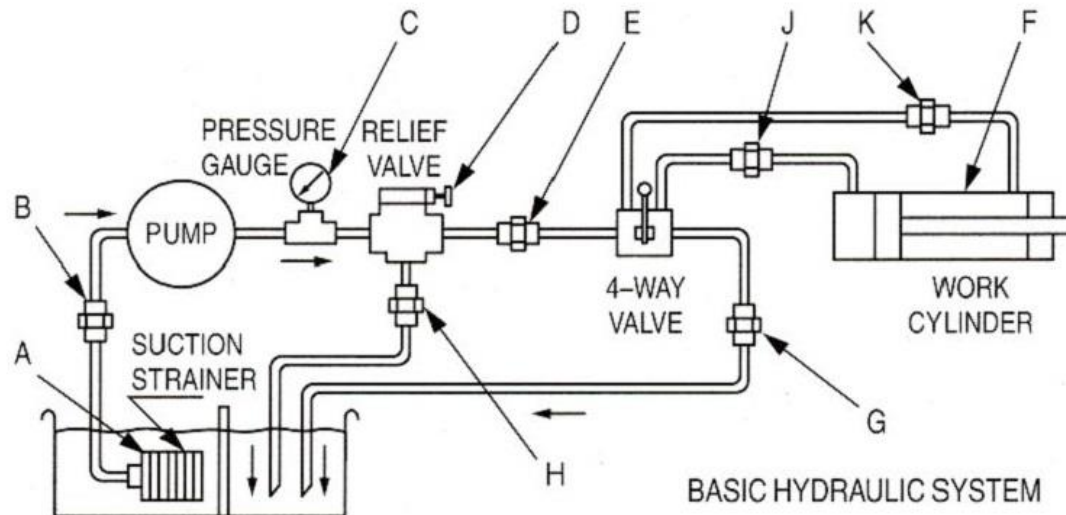 C
D
E
J
K
F
PRESSURE
GAUGE
RELIEF
VALVE
B
PUMP
4-WAY
VALVE
WORK
CYLINDER
A
SUCTION
STRAINER
H
G
BASIC HYDRAULIC SYSTEM